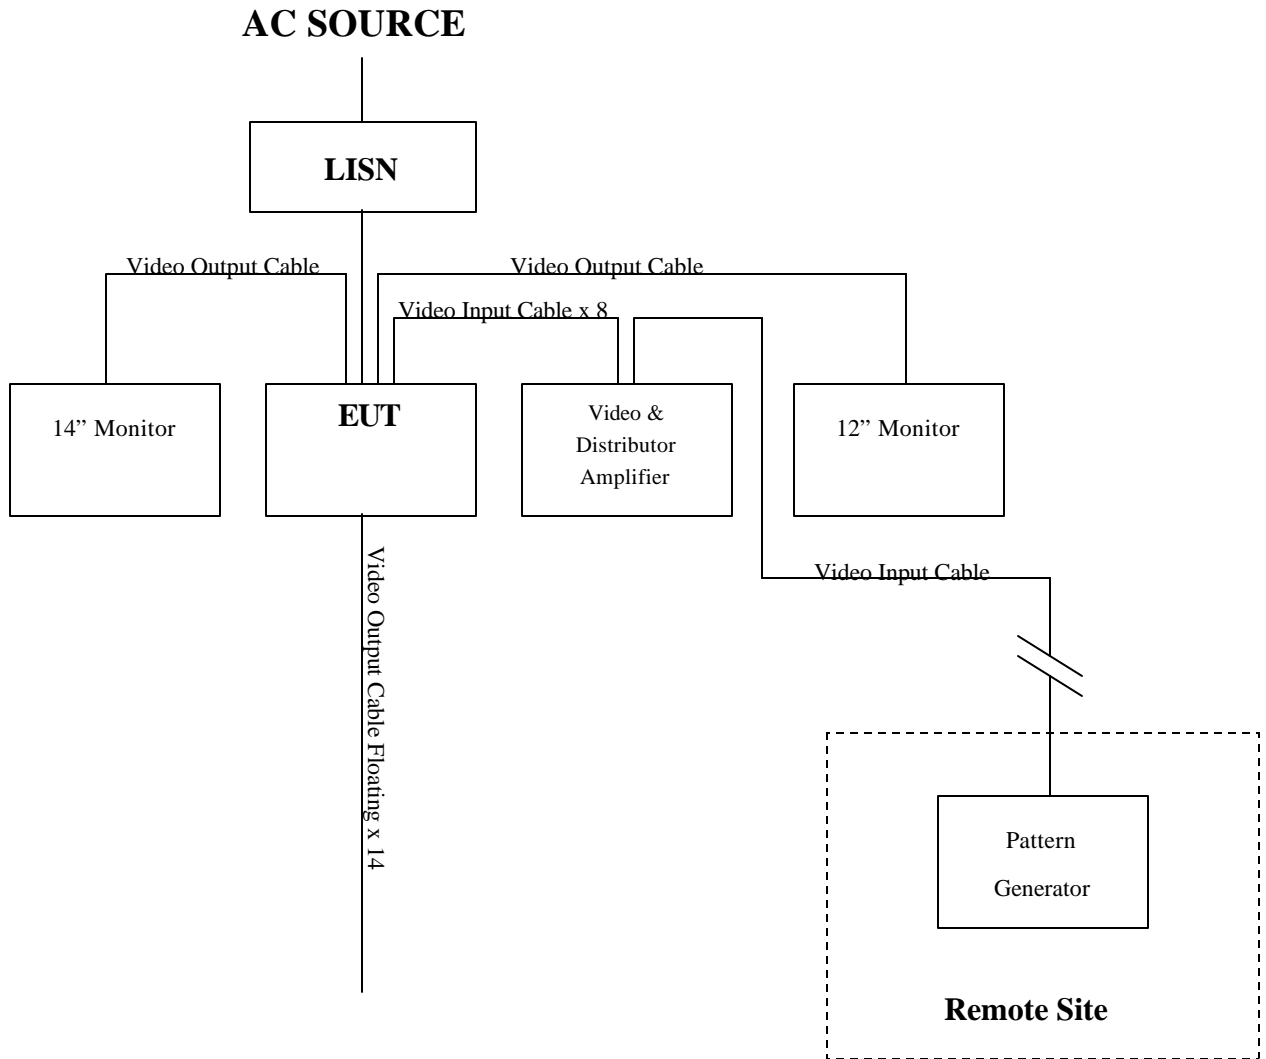 AC SOURCE
LISN
Video Output Cable
Video Output Cable
Video Input Cable x 8
14” Monitor
EUT
Video &
Distributor
Amplifier
12” Monitor
Video Output Cable Floating x 14
Video Input Cable
Pattern
Generator
Remote Site